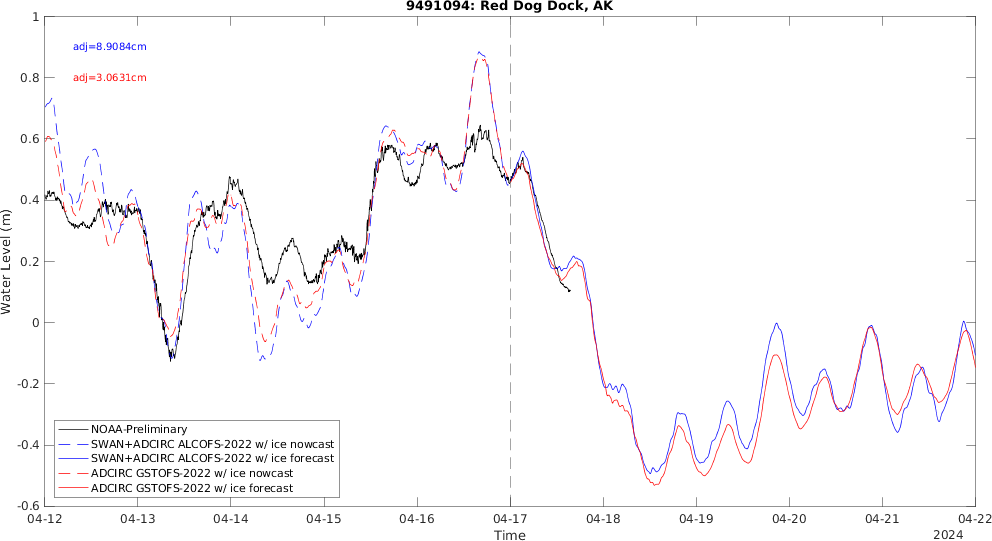 9491094: Red Dog Dock, AK
adj=8.9084cm
adj=3.0631cm
1
0.8
0.6
0.4
0.2
0
-0.2
-0.4
-0.6
Water Level (m)
NOAA-Preliminary
SWAN+ADCIRC ALCOFS-2022 w/ ice nowcast
SWAN+ADCIRC ALCOFS-2022 w/ ice forecast
ADCIRC GSTOFS-2022 w/ ice nowcast
ADCIRC GSTOFS-2022 w/ ice forecast
04-12 04-13 04-14 04-15 04-16 04-17 04-18 04-19 04-20 04-21 04-22
Time
2024